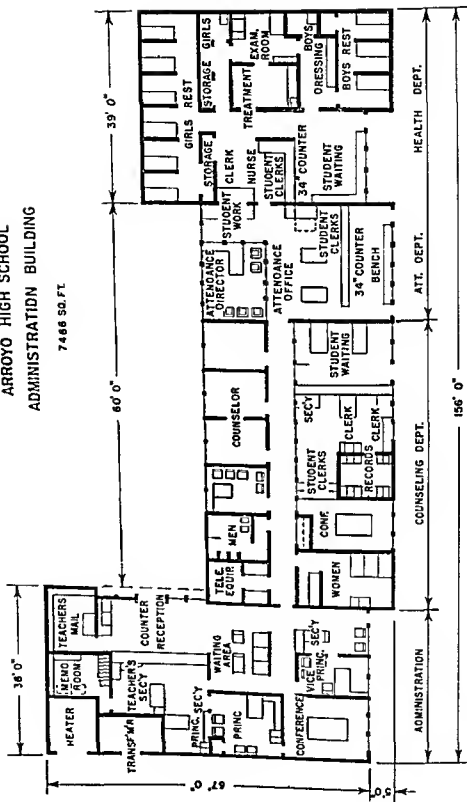 ARROYO HIGH SCHOOL
ADMINISTRATION BUILDING
7466 SQ. FT.
38' 0"
60' 0"
39' 0"
67' 0"
5' 0"
156' 0"
HEATER
MEMO
ROOM
TEACHERS
MAIL
TRANSF'M'R
TEACHER'S
SEC'Y
COUNTER
RECEPTION
PRINC. SEC'Y
PRINC
WAITING
AREA
CONFERENCE
VICE
PRINC.
SEC'Y
TELE.
EQUIP.
MEN
COUNSELOR
WOMEN
CONF.
STUDENT
CLERKS
RECORDS
SEC'Y
CLERK
CLERK
STUDENT
WAITING
ATTENDANCE
DIRECTOR
STUDENT
WORK
ATTENDANCE
OFFICE
STUDENT
CLERKS
34" COUNTER
BENCH
GIRLS
REST
STORAGE
STORAGE
GIRLS
CLERK
NURSE
TREATMENT
EXAM.
ROOM
BOYS
DRESSING
BOYS REST
STUDENT
CLERKS
34" COUNTER
STUDENT
WAITING
ADMINISTRATION
COUNSELING DEPT.
ATT. DEPT.
HEALTH DEPT.